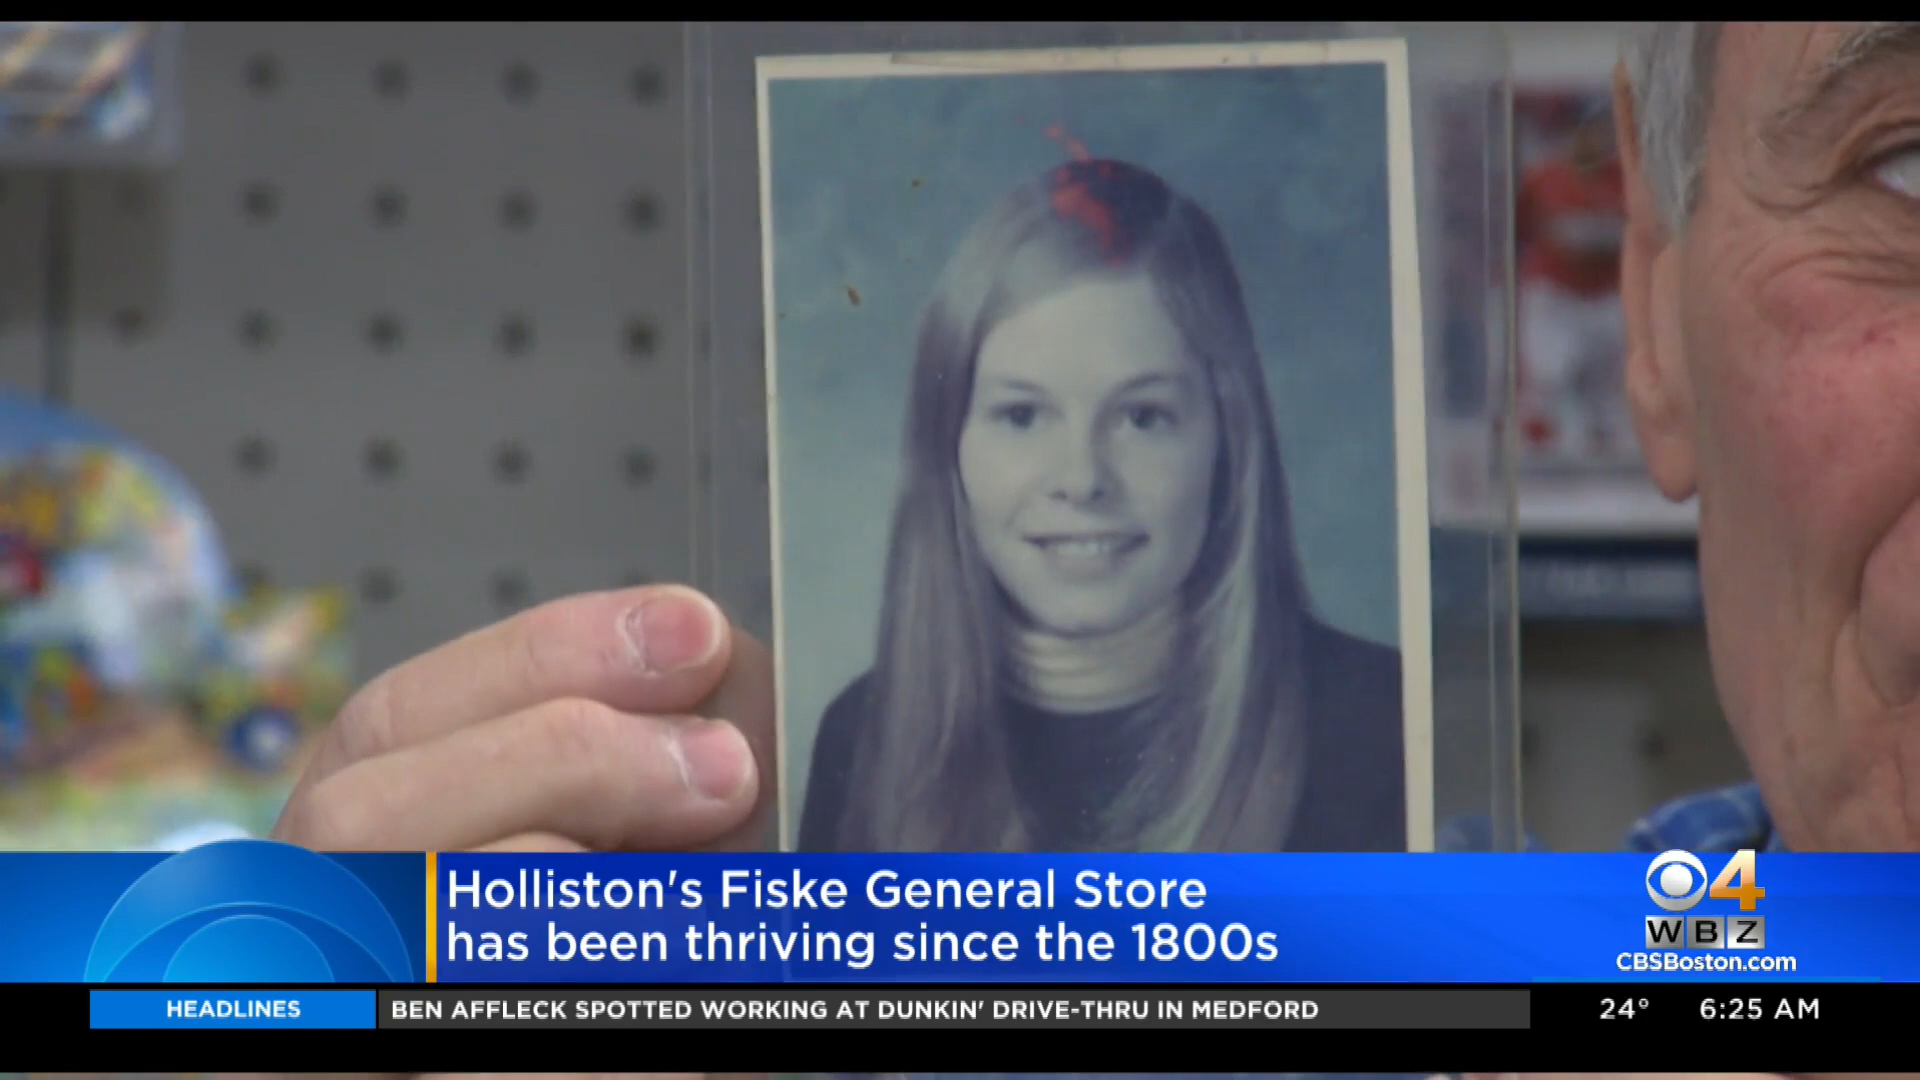 Holliston's Fiske General Store
has been thriving since the 1800s
4
WBZ
CBSBoston.com
HEADLINES
BEN AFFLECK SPOTTED WORKING AT DUNKIN' DRIVE-THRU IN MEDFORD
24°
6:25 AM